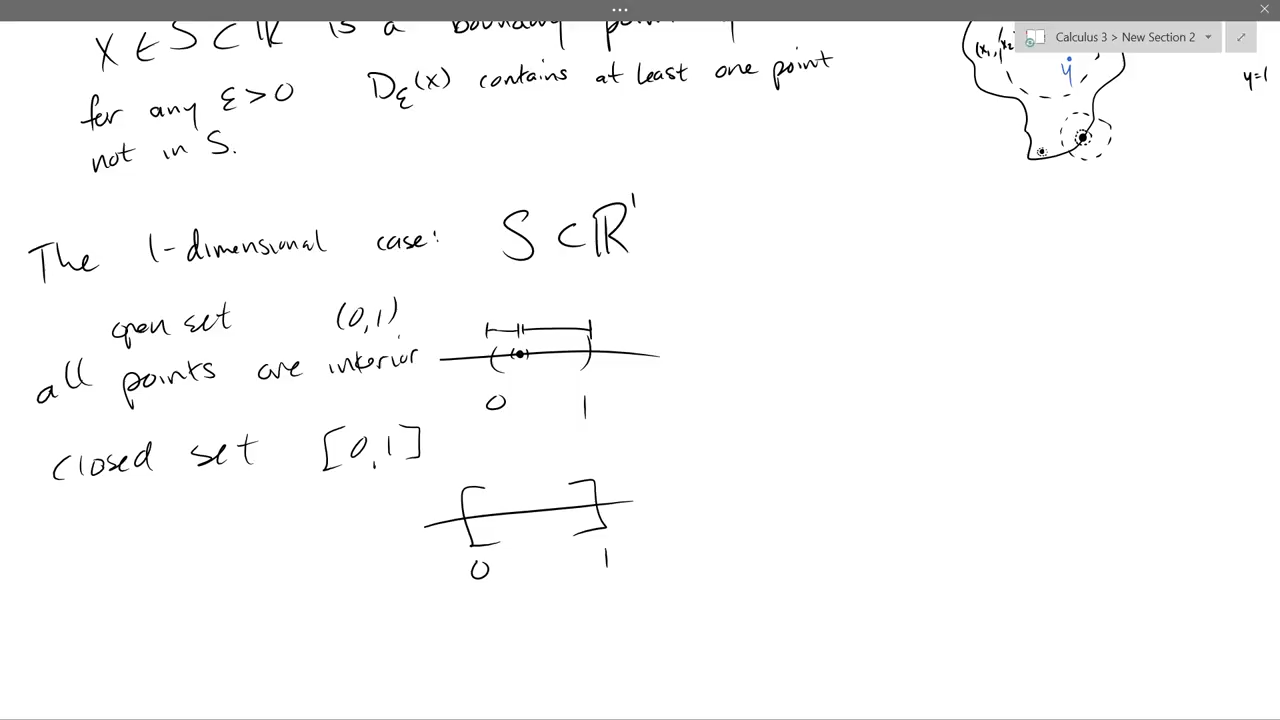 Calculus 3 > New Section 2
x ∈ S ⊂ ℝ is a boundary point
for any ε>0 D_ε(x) contains at least one point
not in S.
(x₁, x₂)
y
y=(
The 1-dimensional case: S ⊂ ℝ¹
open set (0,1)
all points are interior
0 1
closed set [0,1]
0 1